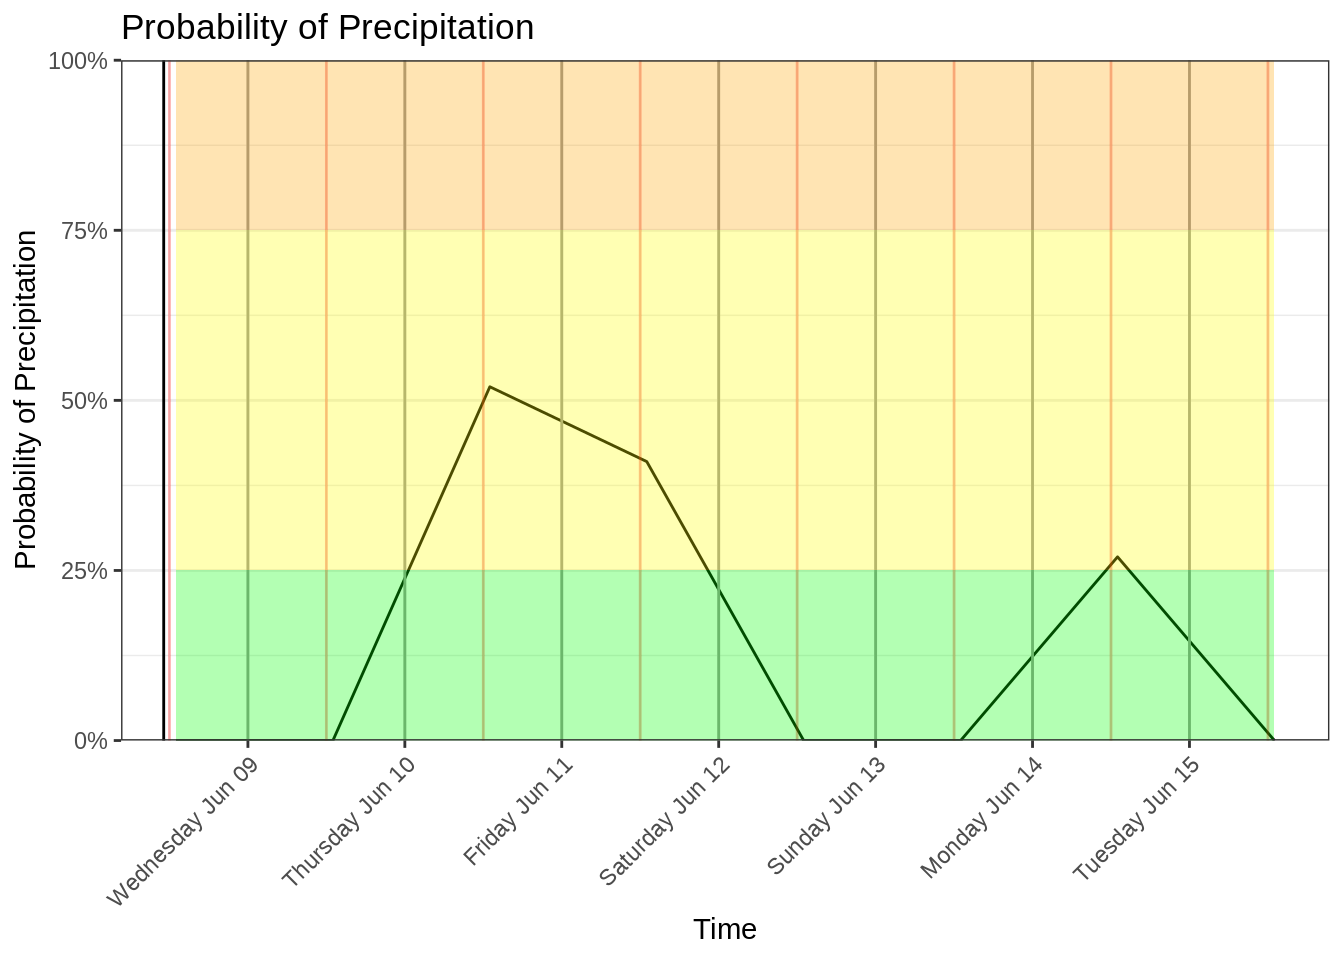 Probability of Precipitation
Probability of Precipitation
100%
75%
50%
25%
0%
Wednesday Jun 09
Thursday Jun 10
Friday Jun 11
Saturday Jun 12
Sunday Jun 13
Monday Jun 14
Tuesday Jun 15
Time